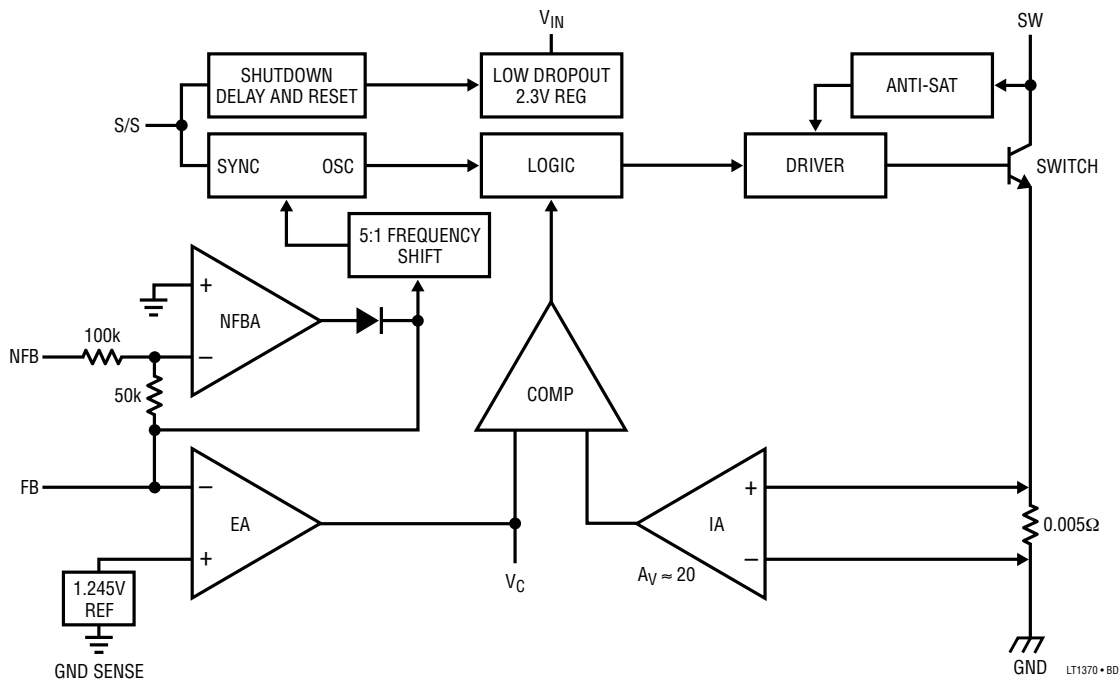 V_IN
SW
SHUTDOWN
DELAY AND RESET
LOW DROPOUT
2.3V REG
ANTI-SAT
S/S
SYNC
OSC
LOGIC
DRIVER
SWITCH
5:1 FREQUENCY
SHIFT
+
NFBA
100k
NFB
−
50k
COMP
FB
−
+
EA
IA
0.005Ω
+
−
A_V ≈ 20
1.245V
REF
V_C
GND SENSE
GND
LT1370 • BD